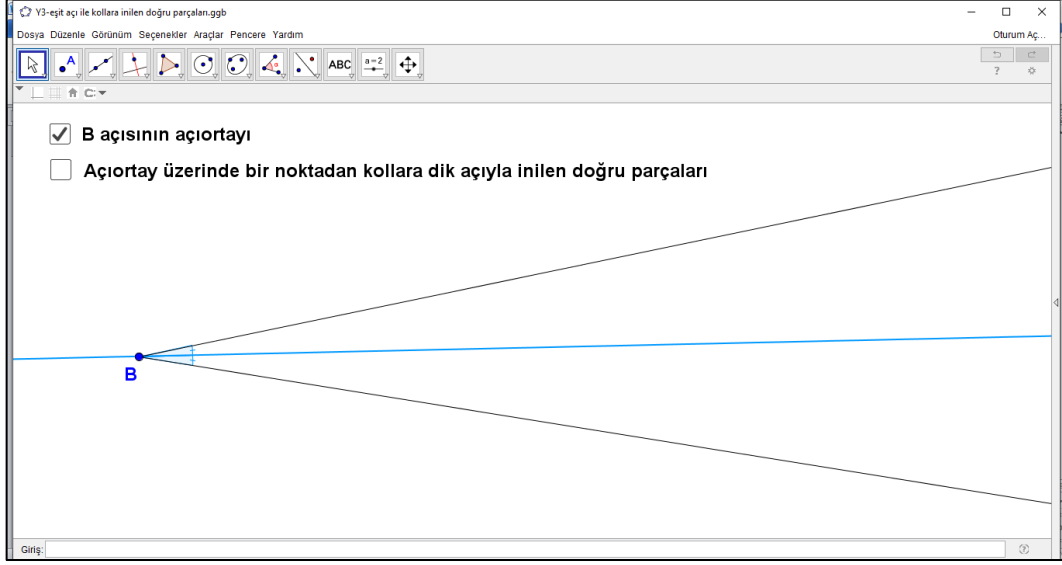 Y3-eşit açı ile kollara inilen doğru parçaları.ggb
Dosya Düzenle Görünüm Seçenekler Araçlar Pencere Yardım Oturum Aç...
A ABC a=2
B açısının açıortayı
Açıortay üzerinde bir noktadan kollara dik açıyla inilen doğru parçaları
B
Giriş: